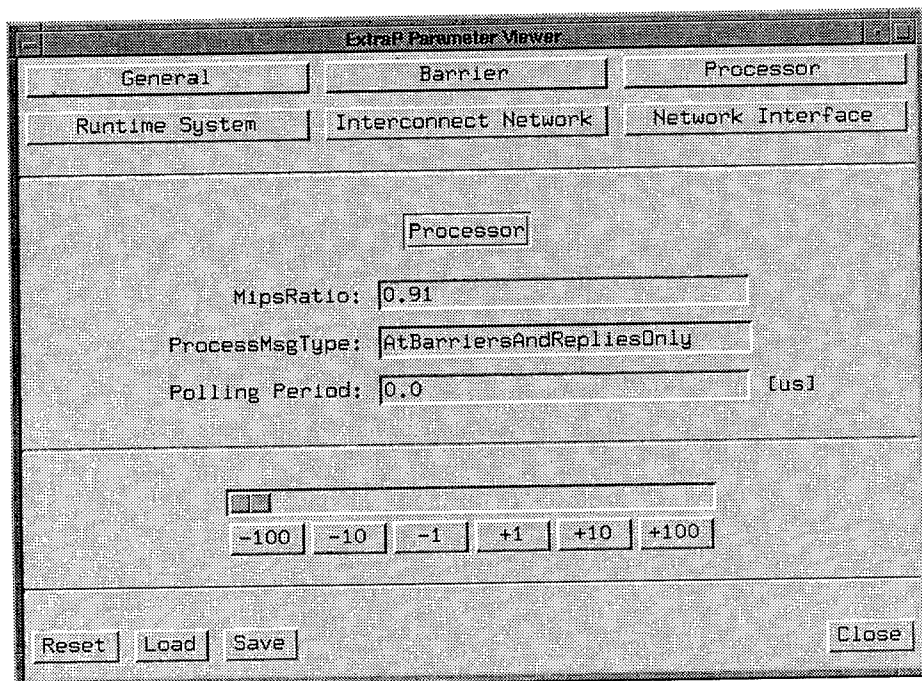 ExtraP Parameter Viewer
General Barrier Processor
Runtime System Interconnect Network Network Interface
Processor
MipsRatio: 0.91
ProcessMsgType: AtBarriersAndRepliesOnly
Polling Period: 0.0 [us]
-100 -10 -1 +1 +10 +100
Reset Load Save Close